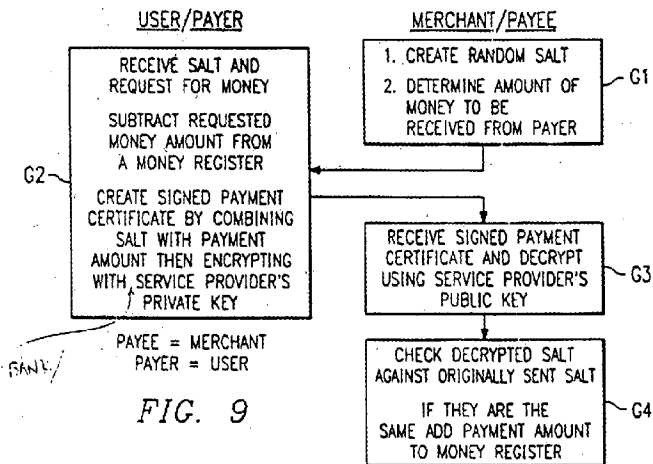 USER/PAYER
RECEIVE SALT AND
REQUEST FOR MONEY
SUBTRACT REQUESTED
MONEY AMOUNT FROM
A MONEY REGISTER
G2
CREATE SIGNED PAYMENT
CERTIFICATE BY COMBINING
SALT WITH PAYMENT
AMOUNT THEN ENCRYPTING
WITH SERVICE PROVIDER'S
PRIVATE KEY
BANK/
PAYEE = MERCHANT
PAYER = USER
FIG. 9
MERCHANT/PAYEE
1. CREATE RANDOM SALT
2. DETERMINE AMOUNT OF
MONEY TO BE
RECEIVED FROM PAYER
G1
RECEIVE SIGNED PAYMENT
CERTIFICATE AND DECRYPT
USING SERVICE PROVIDER'S
PUBLIC KEY
G3
CHECK DECRYPTED SALT
AGAINST ORIGINALLY SENT SALT
IF THEY ARE THE
SAME ADD PAYMENT AMOUNT
TO MONEY REGISTER
G4